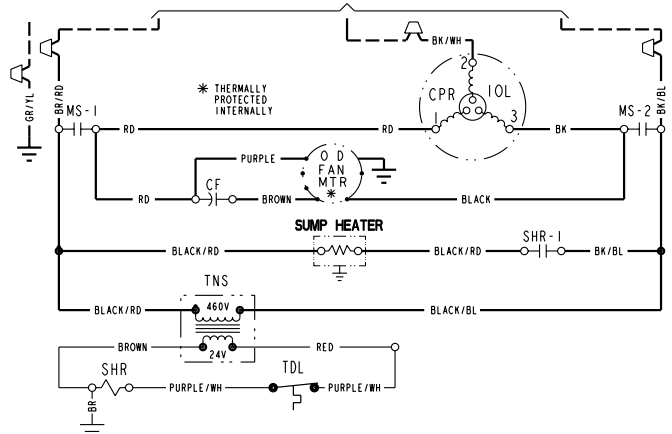 BK/WH
GR/YL
BR/RD
* THERMALLY
PROTECTED
INTERNALLY
2
CPR
IOL
1
3
BK/BL
MS-1
MS-2
RD
RD
BK
PURPLE
O D
FAN
MTR
*
CF
RD
BROWN
BLACK
SUMP HEATER
SHR-1
BLACK/RD
BLACK/RD
BK/BL
TNS
460V
BLACK/RD
BLACK/BL
BROWN
24V
RED
SHR
TDL
PURPLE/WH
PURPLE/WH
BR